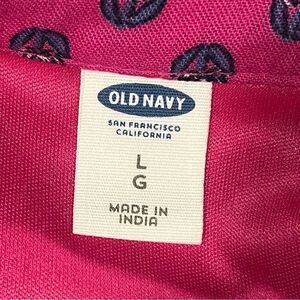 OLD NAVY
SAN FRANCISCO
CALIFORNIA
L
G
MADE IN
INDIA